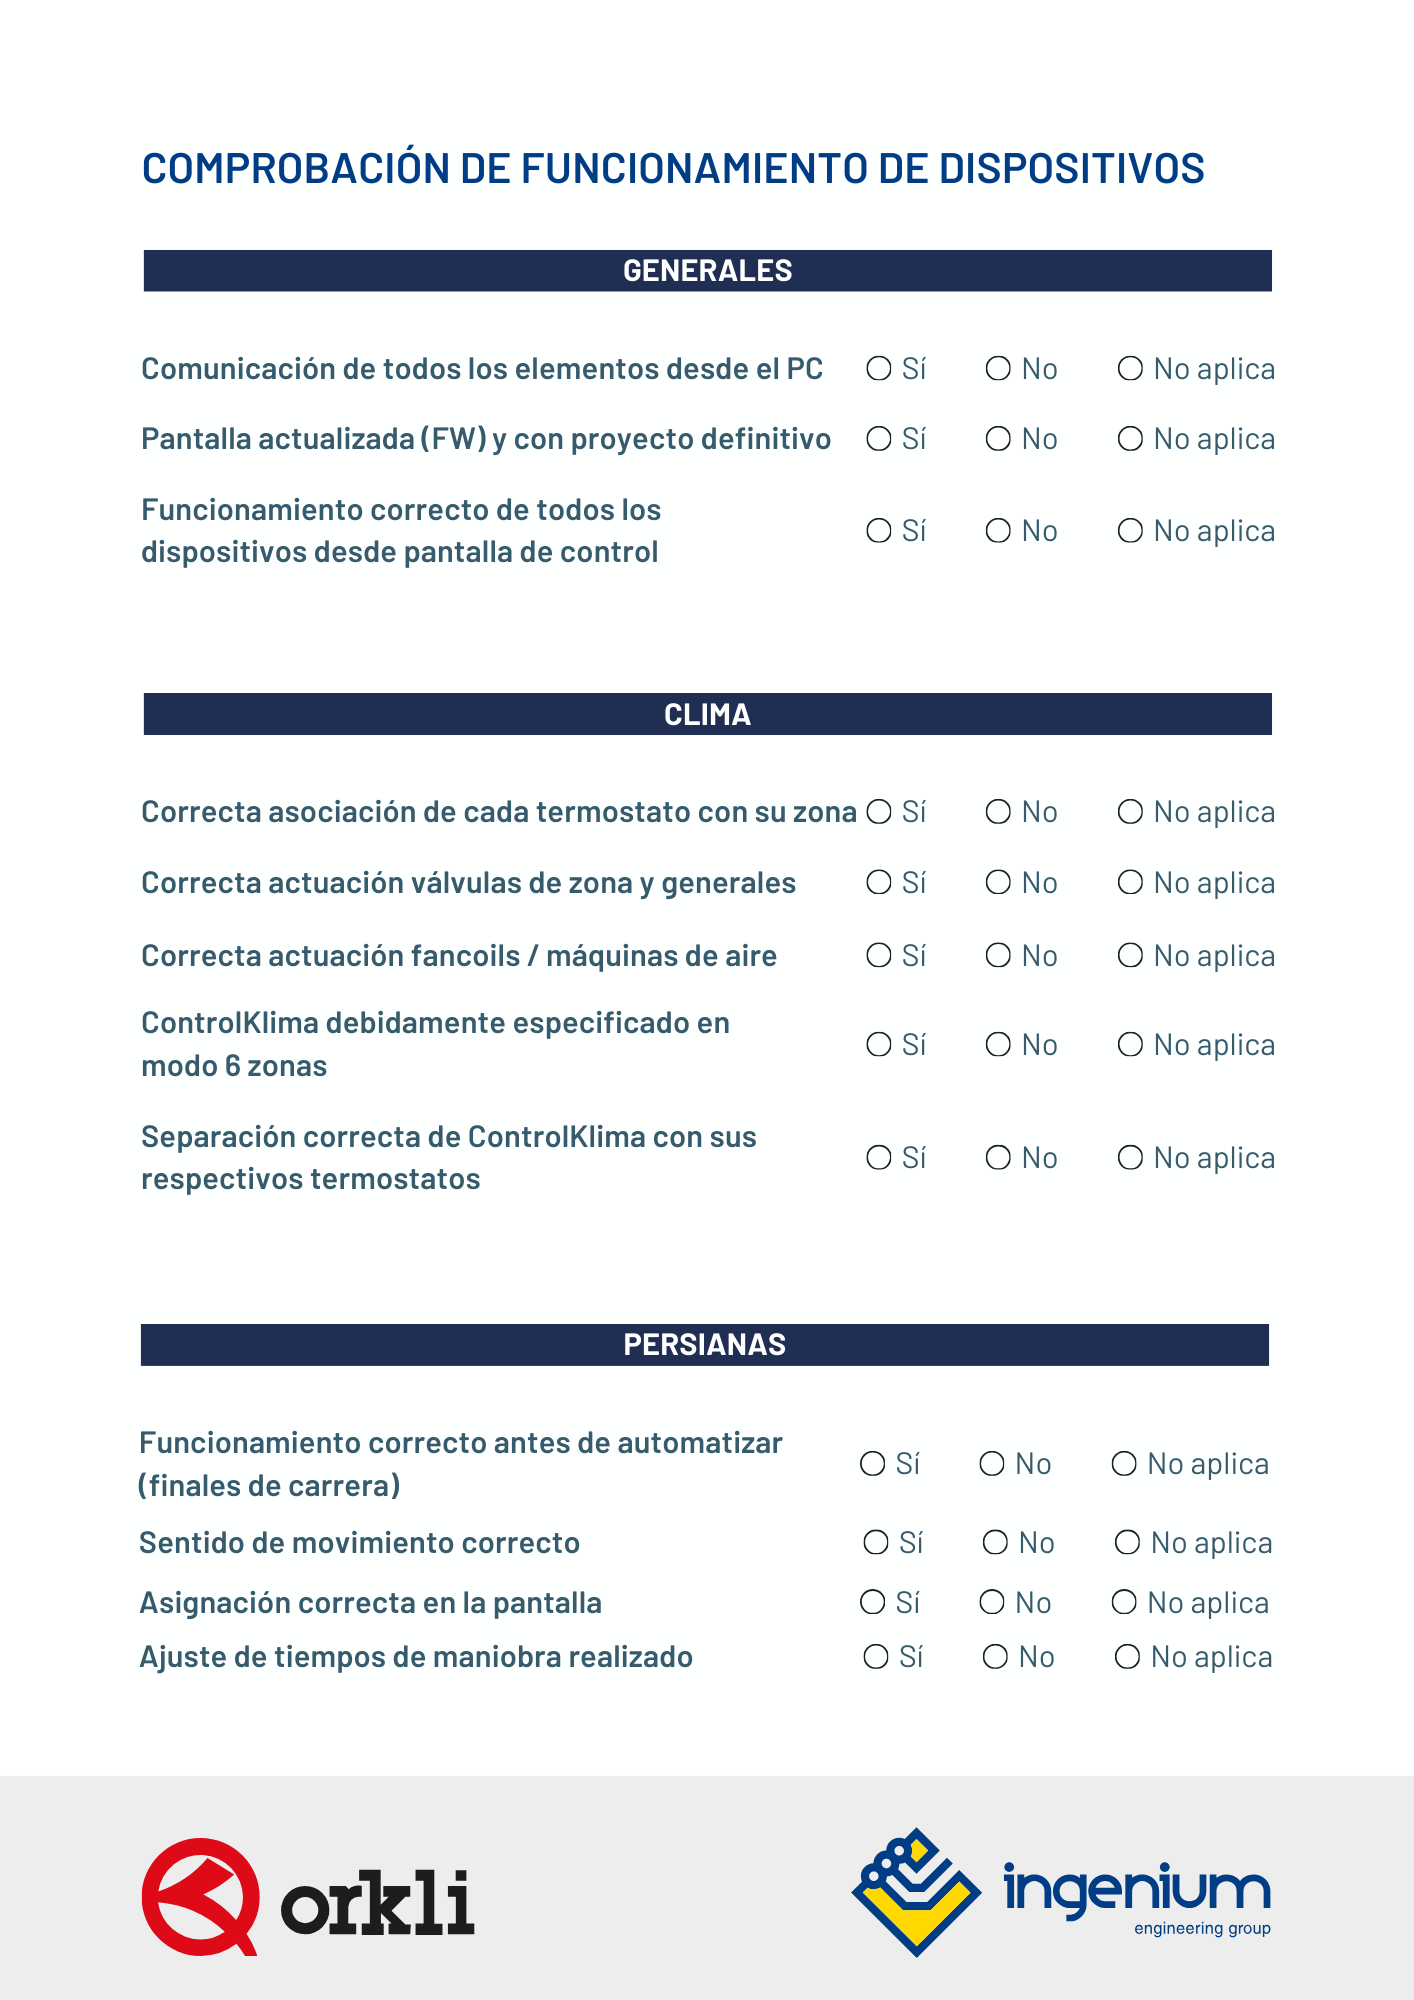 COMPROBACIÓN DE FUNCIONAMIENTO DE DISPOSITIVOS
GENERALES
Comunicación de todos los elementos desde el PC Sí No No aplica
Pantalla actualizada (FW) y con proyecto definitivo Sí No No aplica
Funcionamiento correcto de todos los
dispositivos desde pantalla de control Sí No No aplica
CLIMA
Correcta asociación de cada termostato con su zona Sí No No aplica
Correcta actuación válvulas de zona y generales Sí No No aplica
Correcta actuación fancoils / máquinas de aire Sí No No aplica
ControlKlima debidamente especificado en
modo 6 zonas Sí No No aplica
Separación correcta de ControlKlima con sus
respectivos termostatos Sí No No aplica
PERSIANAS
Funcionamiento correcto antes de automatizar
(finales de carrera) Sí No No aplica
Sentido de movimiento correcto Sí No No aplica
Asignación correcta en la pantalla Sí No No aplica
Ajuste de tiempos de maniobra realizado Sí No No aplica
orkli
ingenium
engineering group